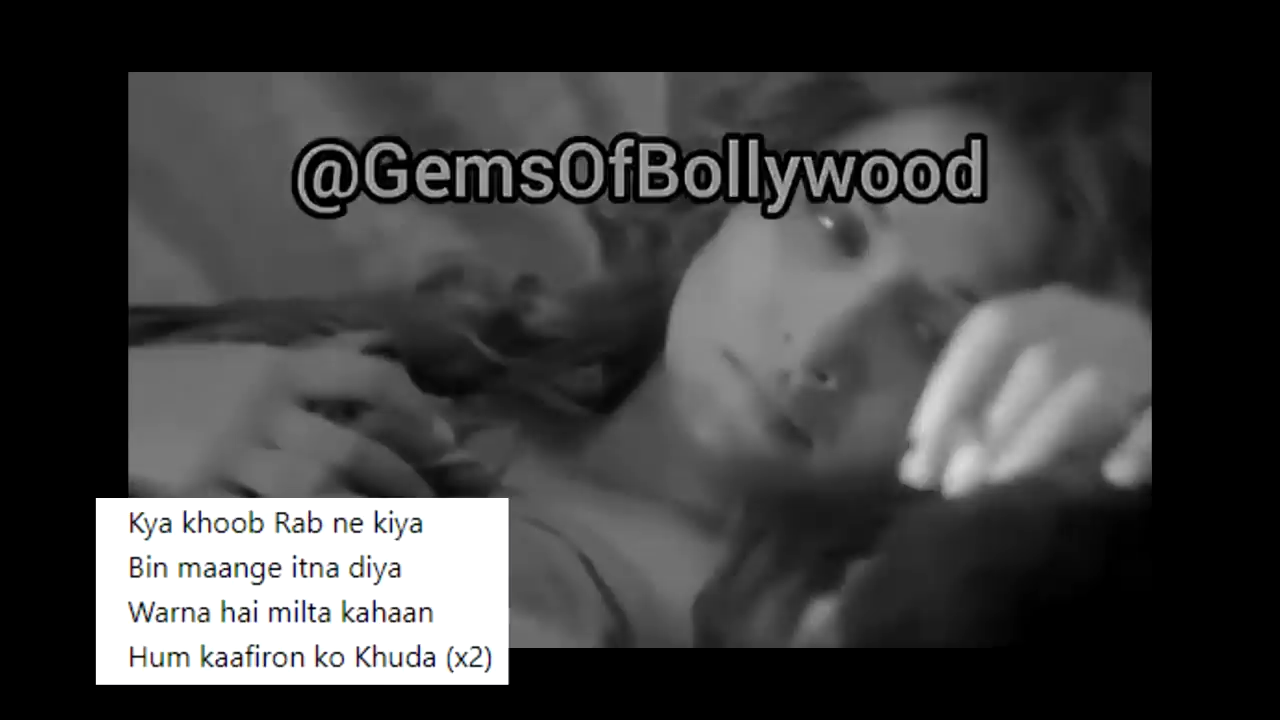 @GemsOfBollywood
Kya khoob Rab ne kiya
Bin maange itna diya
Warna hai milta kahaan
Hum kaafiron ko Khuda (x2)